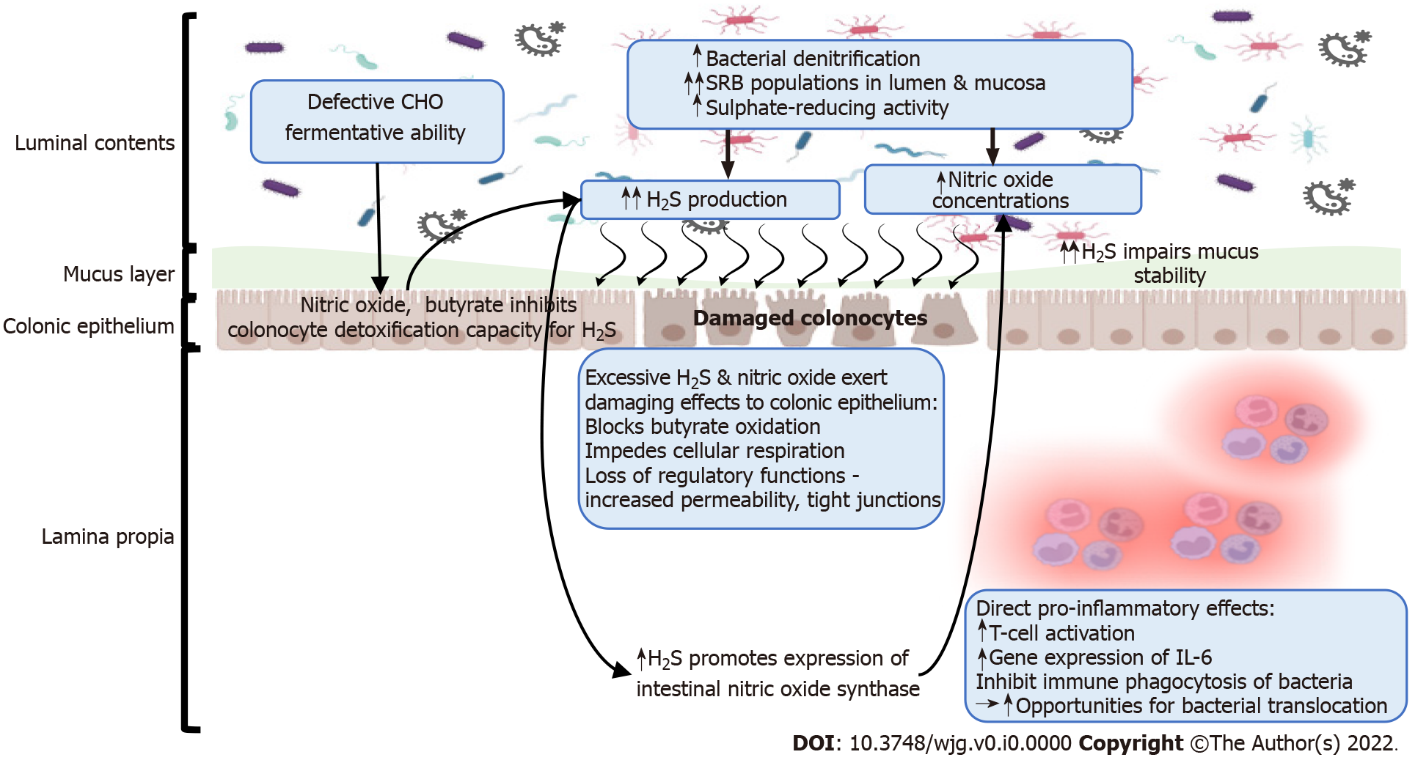 ↑Bacterial denitrification
↑↑SRB populations in lumen & mucosa
↑Sulphate-reducing activity
Defective CHO
fermentative ability
Luminal contents
↑↑ H₂S production
↑Nitric oxide
concentrations
↑↑H₂S impairs mucus
stability
Mucus layer
Nitric oxide, butyrate inhibits
colonocyte detoxification capacity for H₂S
Colonic epithelium
Damaged colonocytes
Excessive H₂S & nitric oxide exert
damaging effects to colonic epithelium:
Blocks butyrate oxidation
Impedes cellular respiration
Loss of regulatory functions -
increased permeability, tight junctions
Lamina propia
↑H₂S promotes expression of
intestinal nitric oxide synthase
Direct pro-inflammatory effects:
↑T-cell activation
↑Gene expression of IL-6
Inhibit immune phagocytosis of bacteria
→↑Opportunities for bacterial translocation
DOI: 10.3748/wjg.v0.i0.0000 Copyright ©The Author(s) 2022.